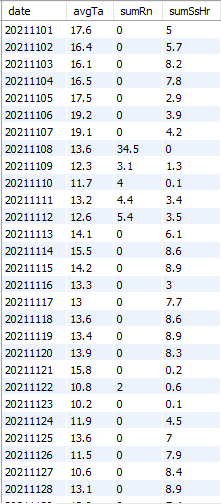 date avgTa sumRn sumSsHr
20211101 17.6 0 5
20211102 16.4 0 5.7
20211103 16.1 0 8.2
20211104 16.5 0 7.8
20211105 17.5 0 2.9
20211106 19.2 0 3.9
20211107 19.1 0 4.2
20211108 13.6 34.5 0
20211109 12.3 3.1 1.3
20211110 11.7 4 0.1
20211111 13.2 4.4 3.4
20211112 12.6 5.4 3.5
20211113 14.1 0 6.1
20211114 15.5 0 8.6
20211115 14.2 0 8.9
20211116 13.3 0 3
20211117 13 0 7.7
20211118 13.6 0 8.6
20211119 13.4 0 8.9
20211120 13.9 0 8.3
20211121 15.8 0 0.2
20211122 10.8 2 0.6
20211123 10.2 0 0.1
20211124 11.9 0 4.5
20211125 13.6 0 7
20211126 11.5 0 7.9
20211127 10.6 0 8.4
20211128 13.1 0 8.9